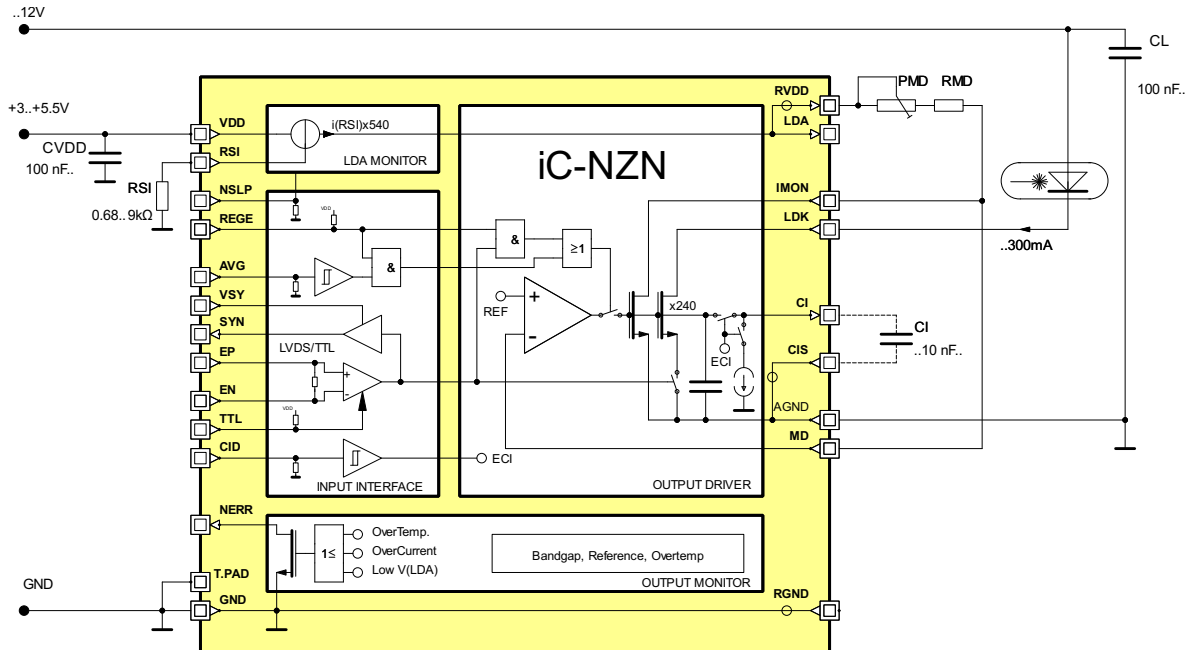 ..12V
CL
100 nF..
+3..+5.5V
CVDD
100 nF..
RSI
0.68..9kΩ
VDD
RSI
NSLP
REGE
AVG
VSY
SYN
EP
EN
TTL
CID
NERR
T.PAD
GND
GND
i(RSI)x540
LDA MONITOR
VDD
&
LVDS/TTL
+
-
VDD
INPUT INTERFACE
ECI
iC-NZN
&
≥1
REF
+
-
x240
ECI
OUTPUT DRIVER
RVDD
LDA
IMON
LDK
CI
CIS
AGND
MD
RGND
PMD
RMD
..300mA
CI
..10 nF..
1≤
OverTemp.
OverCurrent
Low V(LDA)
Bandgap, Reference, Overtemp
OUTPUT MONITOR